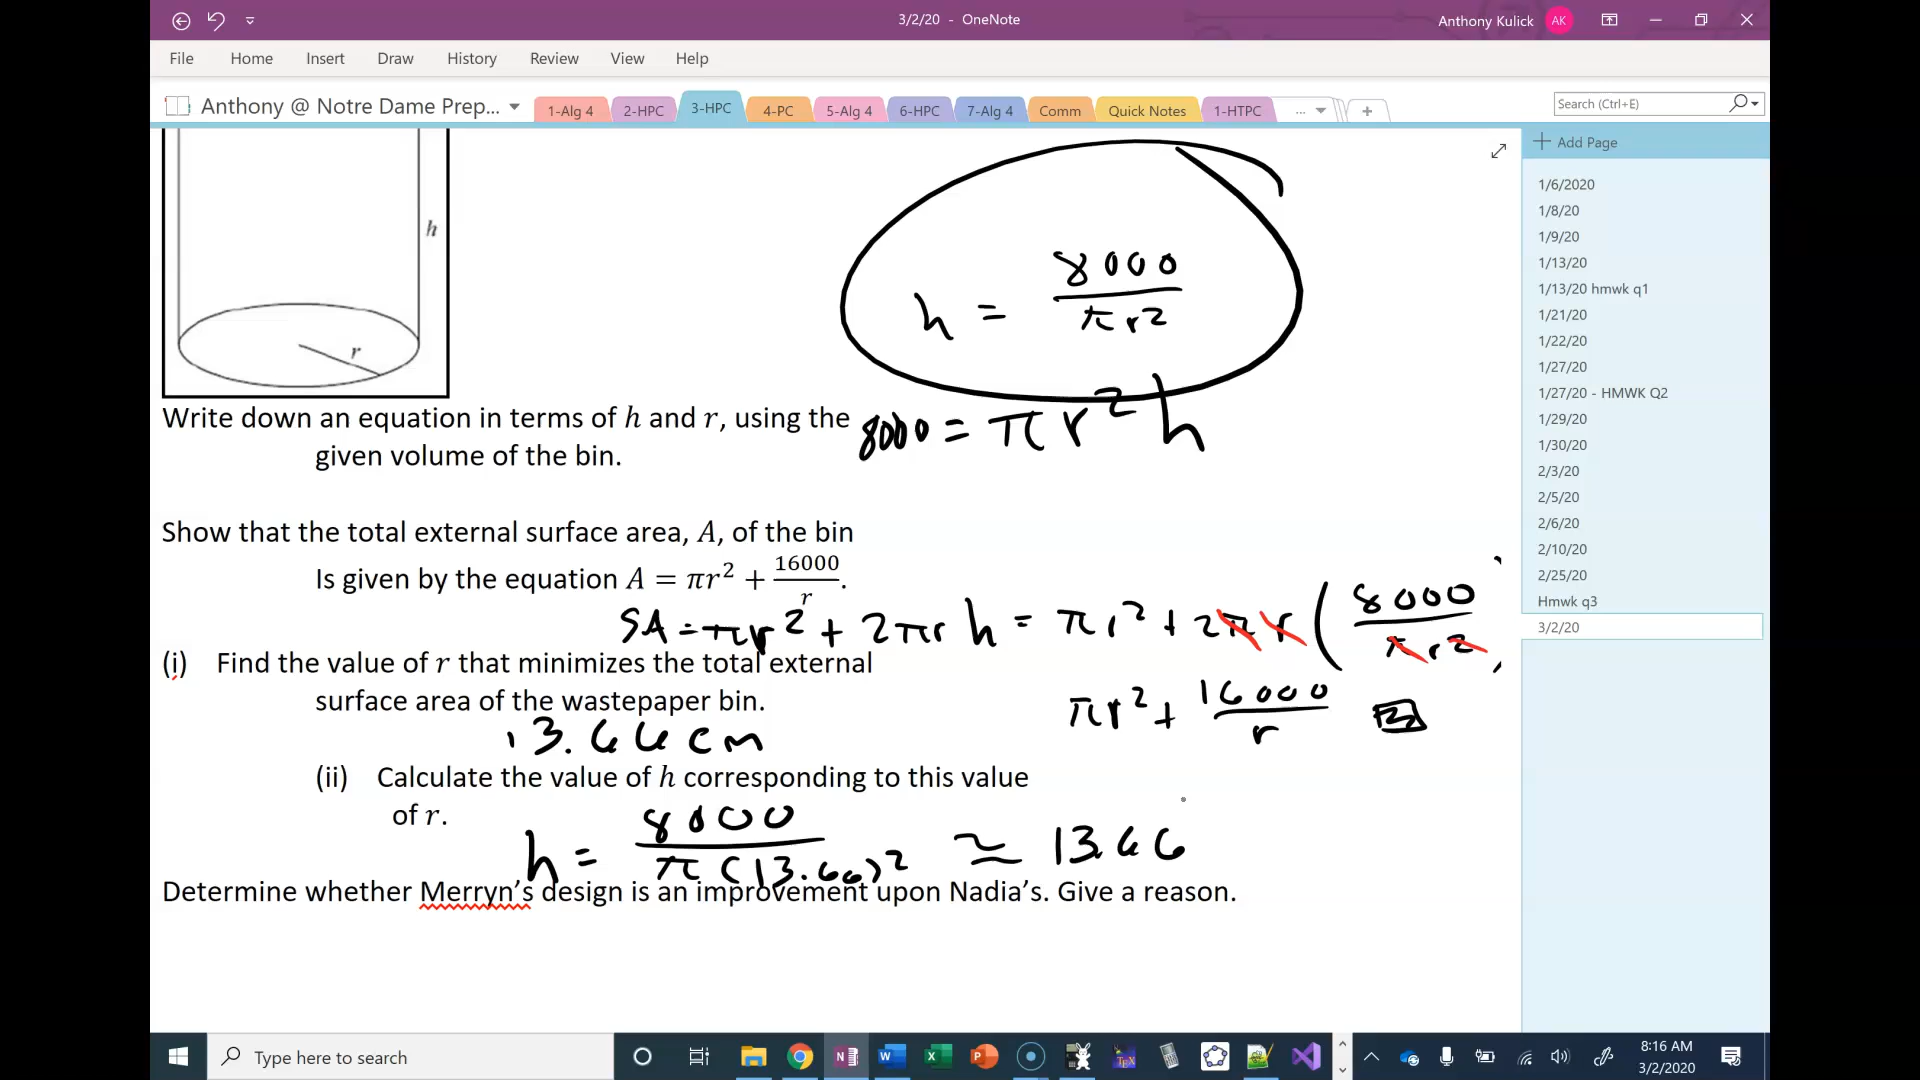 3/2/20 - OneNote
Anthony Kulick AK
File Home Insert Draw History Review View Help
Anthony @ Notre Dame Prep... 1-Alg 4 2-HPC 3-HPC 4-PC 5-Alg 4 6-HPC 7-Alg 4 Comm Quick Notes 1-HTPC ... +
Search (Ctrl+E)
h
r
h = 8000/πr²
Write down an equation in terms of h and r, using the
given volume of the bin.
8000 = πr²h
Show that the total external surface area, A, of the bin
Is given by the equation A = πr² + 16000/r.
SA = πr² + 2πrh = πr² + 2πr(8000/πr²)
(i) Find the value of r that minimizes the total external
surface area of the wastepaper bin.
πr² + 16000/r
13.66 cm
(ii) Calculate the value of h corresponding to this value
of r.
h = 8000/π(13.66)² ≈ 13.66
Determine whether Merryn's design is an improvement upon Nadia's. Give a reason.
Add Page
1/6/2020
1/8/20
1/9/20
1/13/20
1/13/20 hmwk q1
1/21/20
1/22/20
1/27/20
1/27/20 - HMWK Q2
1/29/20
1/30/20
2/3/20
2/5/20
2/6/20
2/10/20
2/25/20
Hmwk q3
3/2/20
Type here to search
8:16 AM
3/2/2020